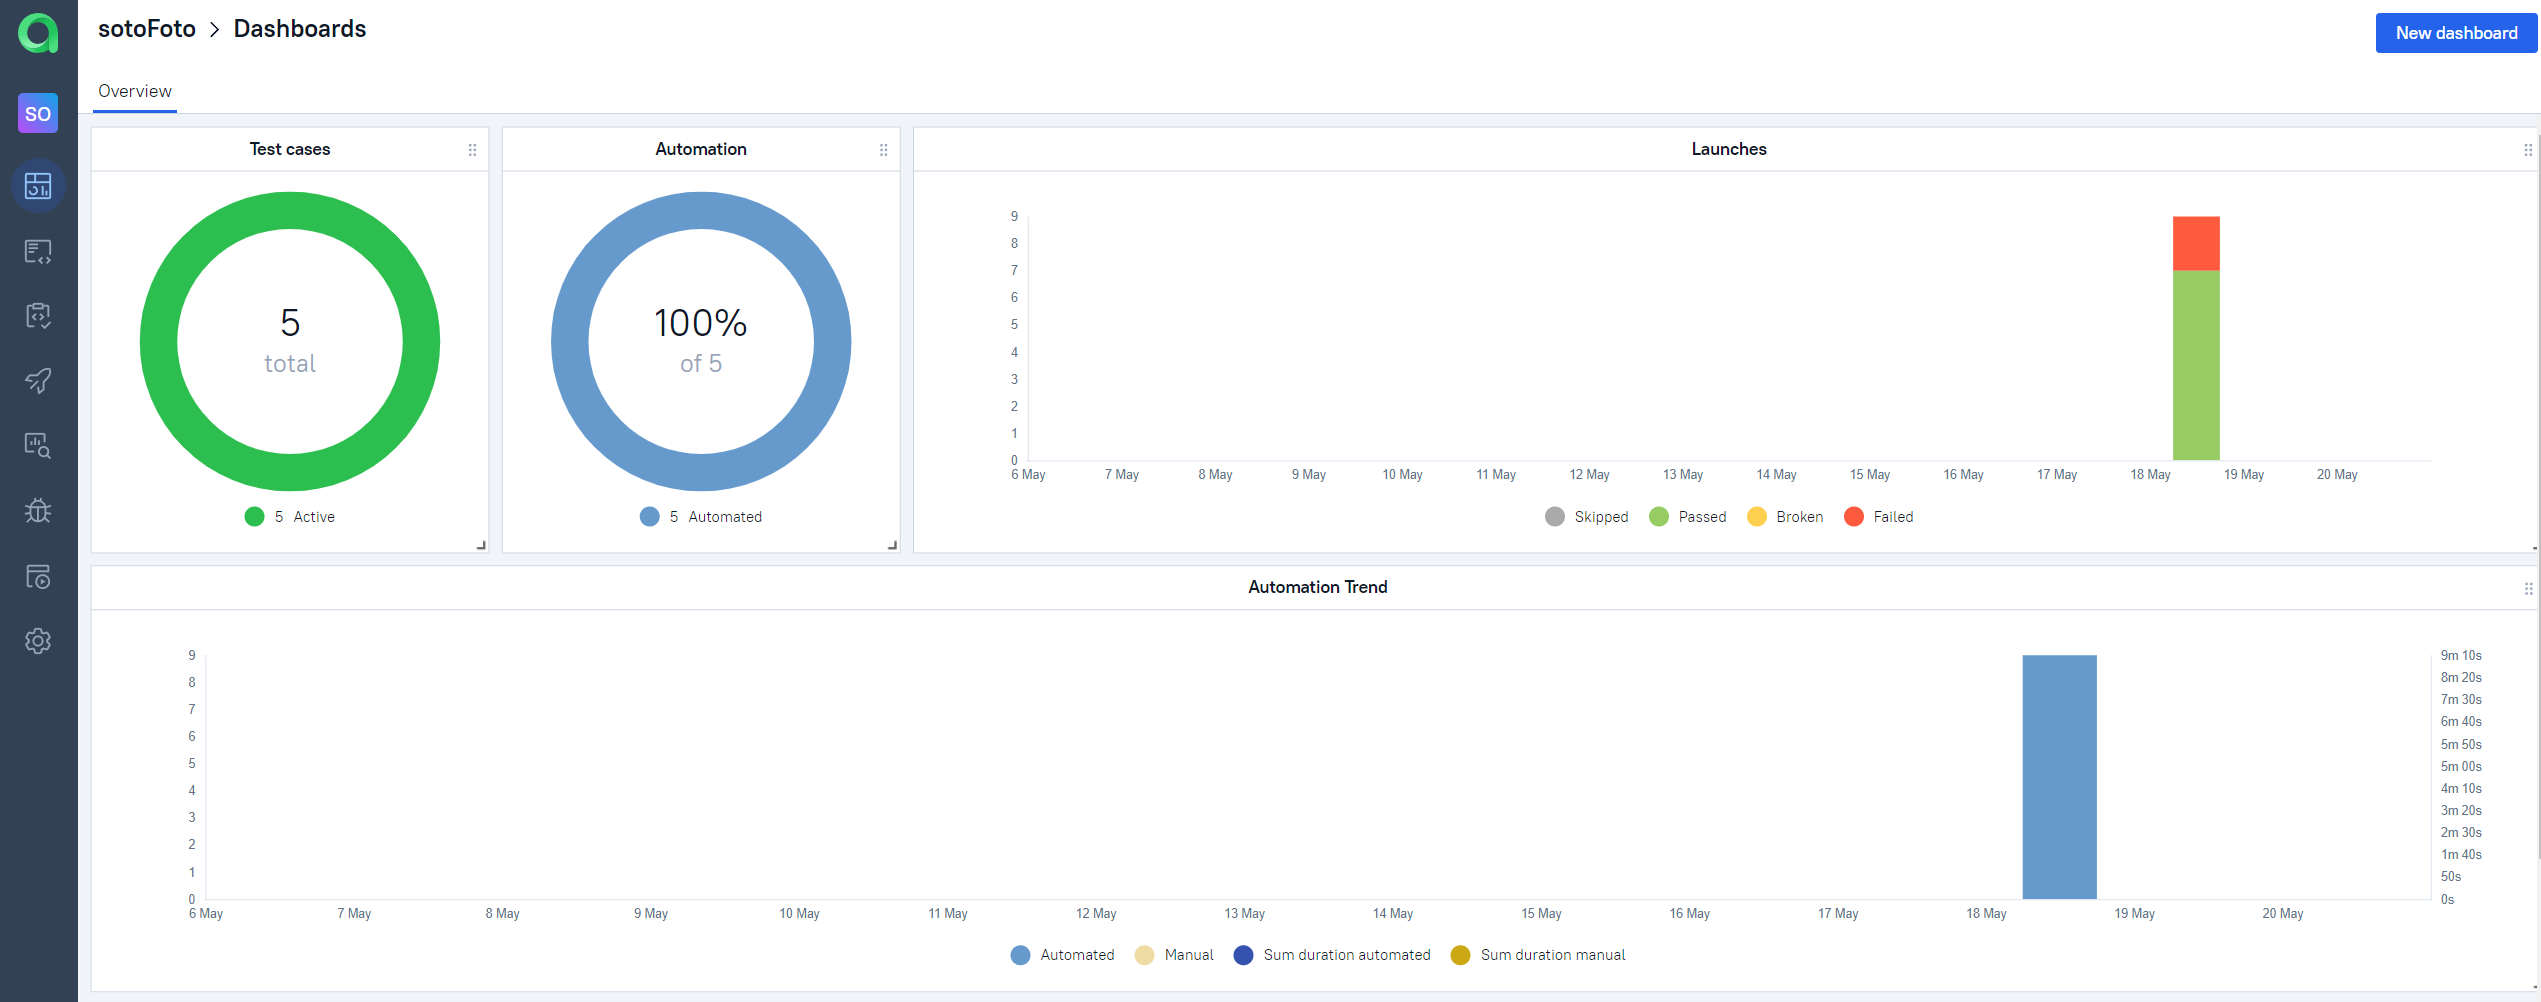 sotoFoto > Dashboards
New dashboard
Overview
SO
Test cases
5
total
5 Active
Automation
100%
of 5
5 Automated
Launches
9
8
7
6
5
4
3
2
1
0
6 May 7 May 8 May 9 May 10 May 11 May 12 May 13 May 14 May 15 May 16 May 17 May 18 May 19 May 20 May
Skipped Passed Broken Failed
Automation Trend
9
8
7
6
5
4
3
2
1
0
9m 10s
8m 20s
7m 30s
6m 40s
5m 50s
5m 00s
4m 10s
3m 20s
2m 30s
1m 40s
50s
0s
6 May 7 May 8 May 9 May 10 May 11 May 12 May 13 May 14 May 15 May 16 May 17 May 18 May 19 May 20 May
Automated Manual Sum duration automated Sum duration manual